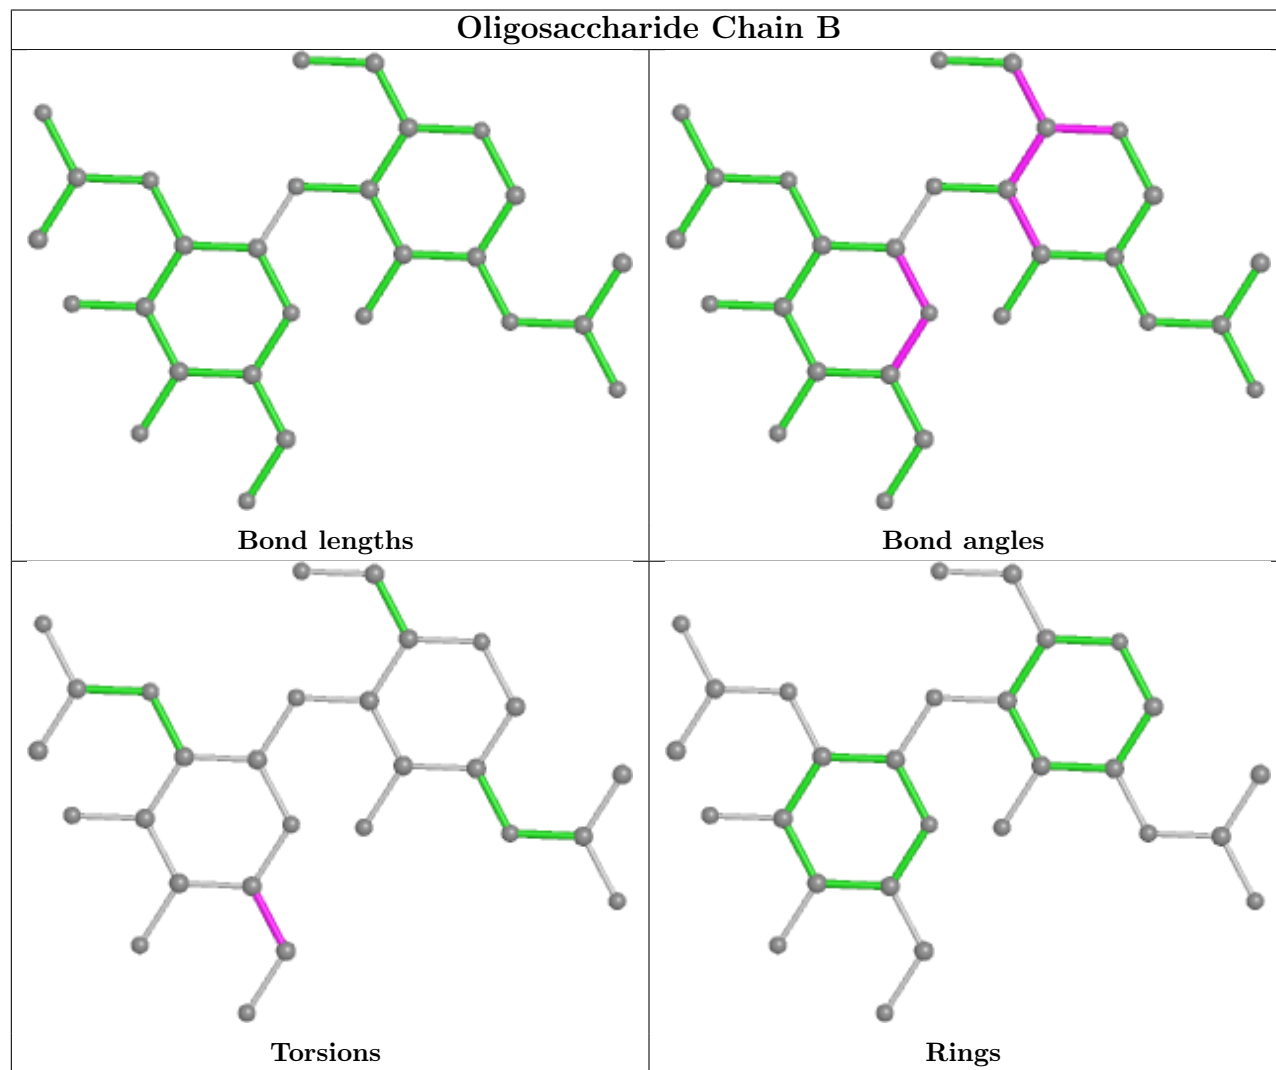 Oligosaccharide Chain B
Bond lengths
Bond angles
Torsions
Rings